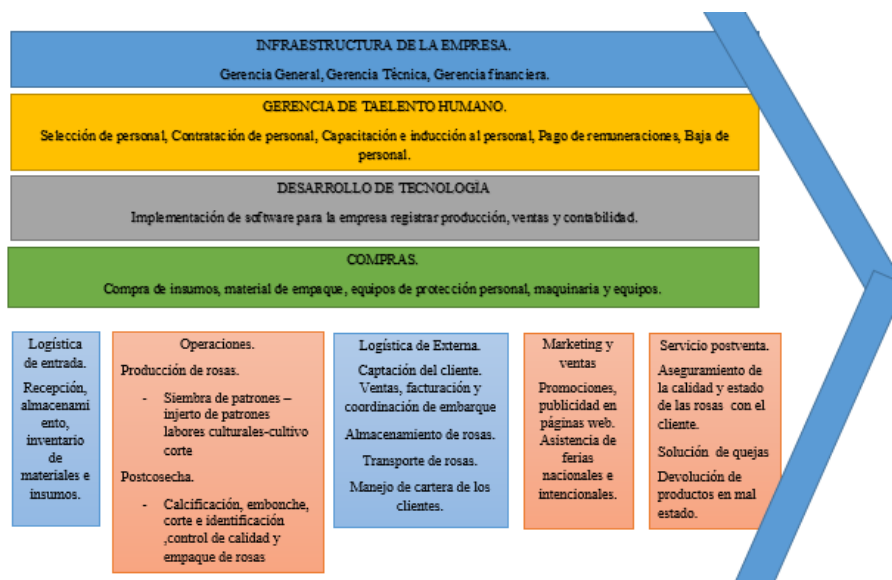 INFRAESTRUCTURA DE LA EMPRESA.
Gerencia General, Gerencia Técnica, Gerencia financiera.
GERENCIA DE TAELENTO HUMANO.
Selección de personal, Contratación de personal, Capacitación e inducción al personal, Pago de remuneraciones, Baja de
personal.
DESARROLLO DE TECNOLOGÍA
Implementación de software para la empresa registrar producción, ventas y contabilidad.
COMPRAS.
Compra de insumos, material de empaque, equipos de protección personal, maquinaria y equipos.
Logística
de entrada.
Recepción,
almacenami
ento,
inventario
de
materiales e
insumos.
Operaciones.
Producción de rosas.
- Siembra de patrones –
injerto de patrones
labores culturales-cultivo
corte
Postcosecha.
- Calcificación, embonche,
corte e identificación
,control de calidad y
empaque de rosas
Logística de Externa.
Captación del cliente.
Ventas, facturación y
coordinación de embarque
Almacenamiento de rosas.
Transporte de rosas.
Manejo de cartera de los
clientes.
Marketing y
ventas
Promociones,
publicidad en
páginas web.
Asistencia de
ferias
nacionales e
intencionales.
Servicio postventa.
Aseguramiento de
la calidad y estado
de las rosas con el
cliente.
Solución de quejas
Devolución de
productos en mal
estado.